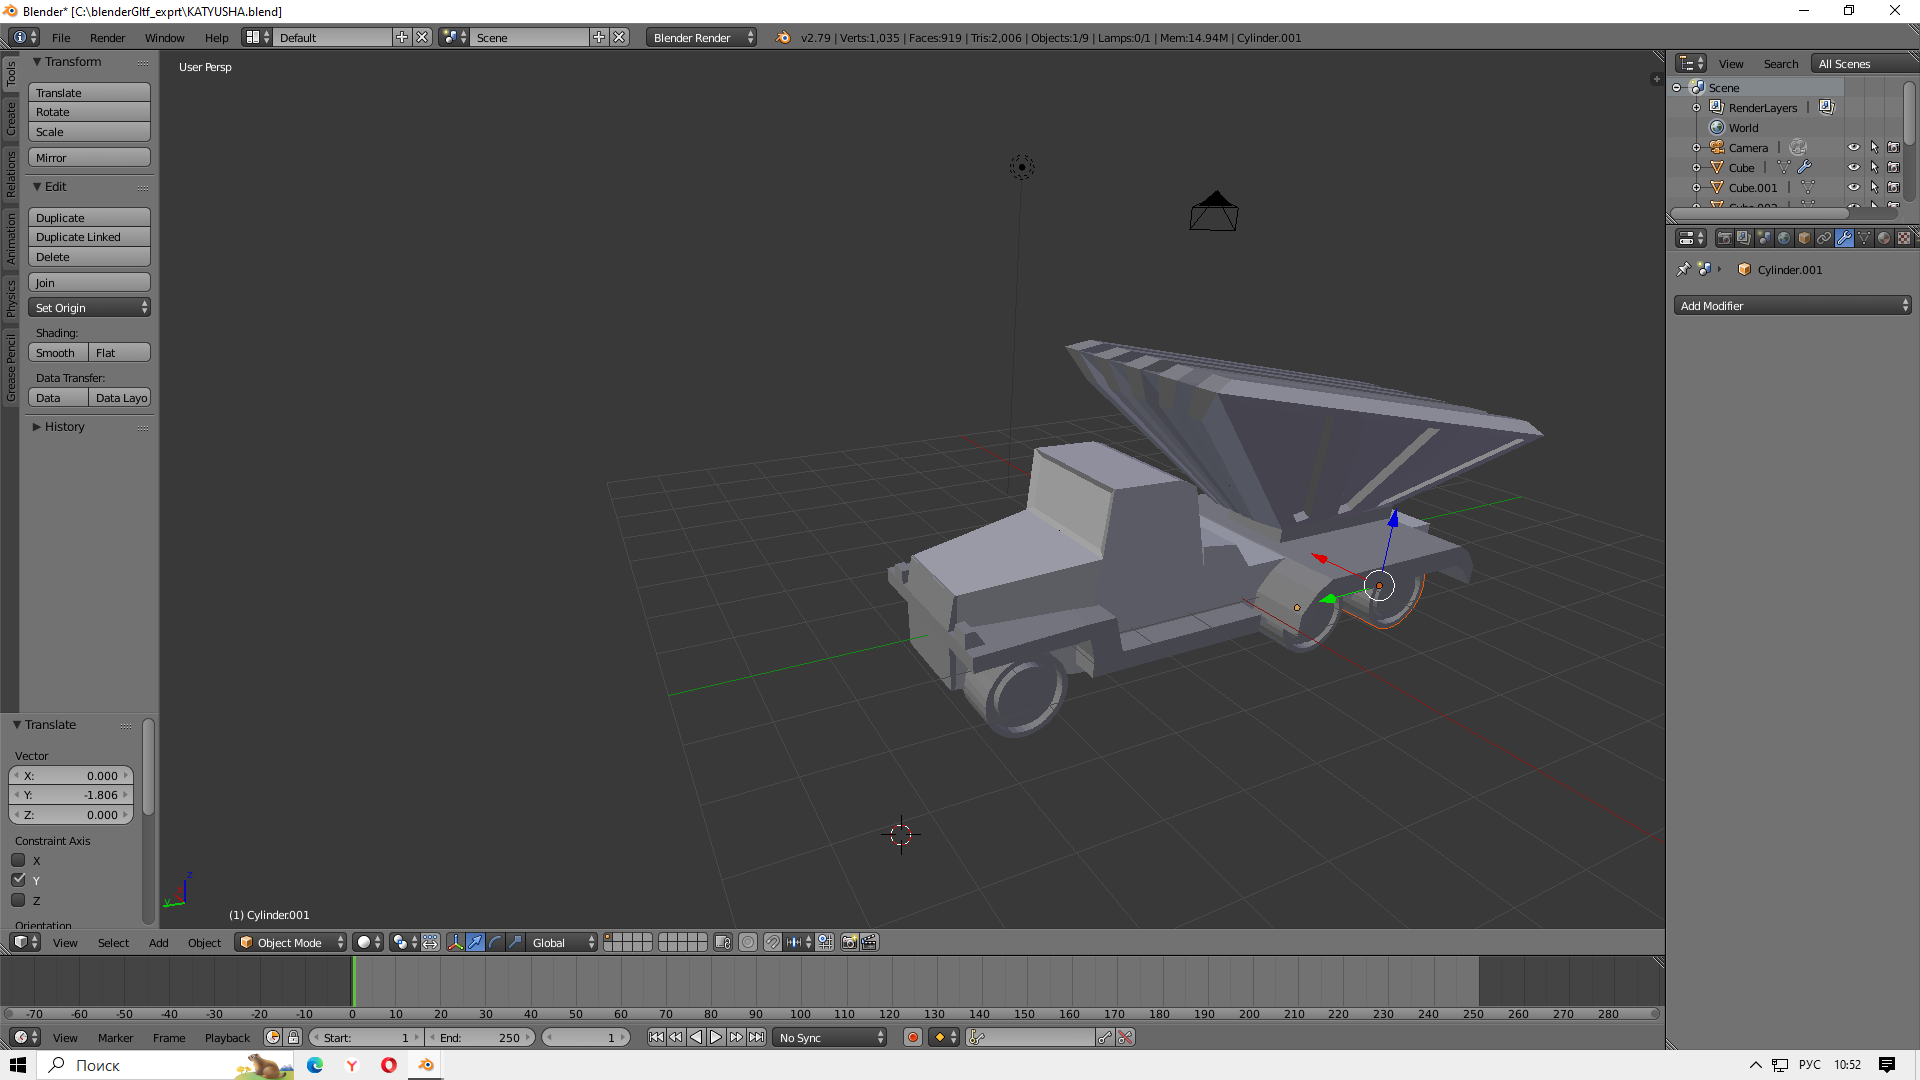 Blender* [C:\blenderGltf_exprt\KATYUSHA.blend]
File Render Window Help Default Scene Blender Render v2.79 | Verts:1,035 | Faces:919 | Tris:2,006 | Objects:1/9 | Lamps:0/1 | Mem:14.94M | Cylinder.001
Tools
Create
Relations
Animation
Physics
Grease Pencil
Transform
Translate
Rotate
Scale
Mirror
Edit
Duplicate
Duplicate Linked
Delete
Join
Set Origin
Shading:
Smooth Flat
Data Transfer:
Data Data Layo
History
Translate
Vector
X: 0.000
Y: -1.806
Z: 0.000
Constraint Axis
X
Y
Z
Orientation
User Persp
z
y
(1) Cylinder.001
View Search All Scenes
Scene
RenderLayers |
World
Camera |
Cube |
Cube.001 |
Cylinder.001
Add Modifier
View Select Add Object Object Mode Global
-70 -60 -50 -40 -30 -20 -10 0 10 20 30 40 50 60 70 80 90 100 110 120 130 140 150 160 170 180 190 200 210 220 230 240 250 260 270 280
View Marker Frame Playback Start: 1 End: 250 1 No Sync
Поиск
РУС 10:52